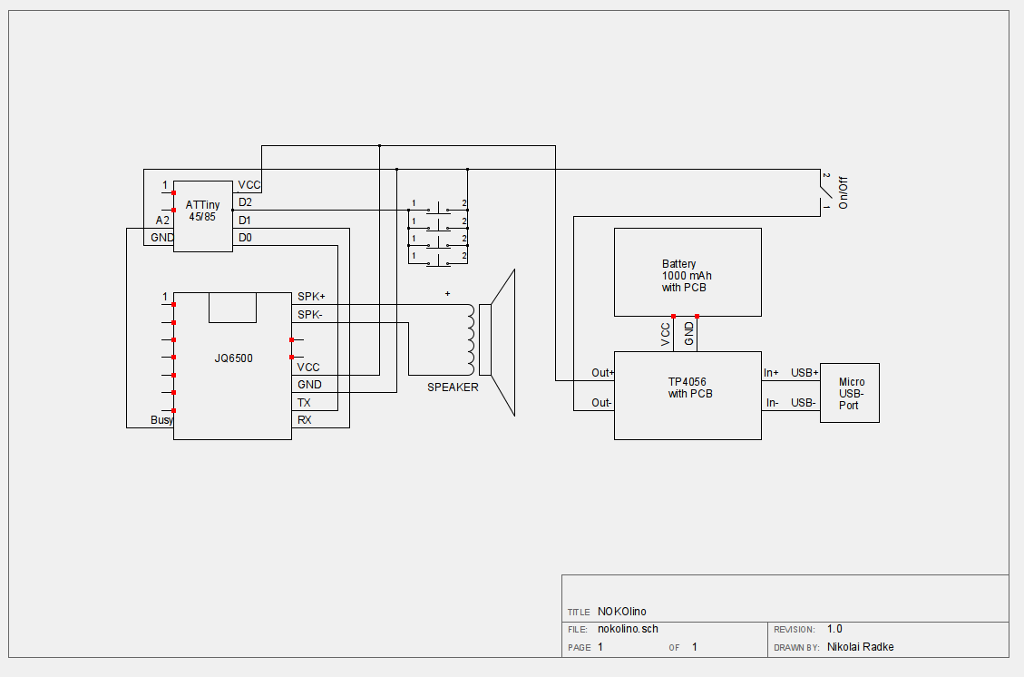 1
VCC
ATTiny
45/85
D2
A2
D1
GND
D0
1
2
1
2
1
2
1
2
2
1
On/Off
Battery
1000 mAh
with PCB
VCC
GND
1
SPK+
SPK-
+
JQ6500
VCC
GND
TX
Busy
RX
SPEAKER
Out+
Out-
TP4056
with PCB
In+
USB+
In-
USB-
Micro
USB-
Port
TITLE NOKOlino
FILE: nokolino.sch
REVISION: 1.0
PAGE 1 OF 1
DRAWN BY: Nikolai Radke